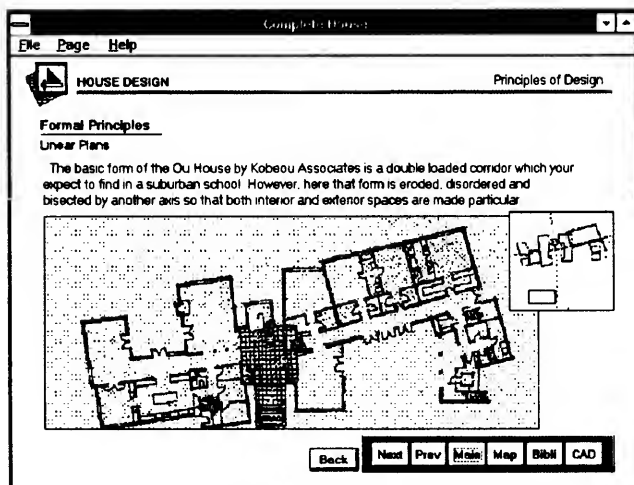 Complete House
File Page Help
HOUSE DESIGN Principles of Design
Formal Principles
Linear Plans
The basic form of the Ou House by Kobeou Associates is a double loaded corridor which your
expect to find in a suburban school. However, here that form is eroded, disordered and
bisected by another axis so that both interior and exterior spaces are made particular
Back Next Prev Main Map Bibli CAD